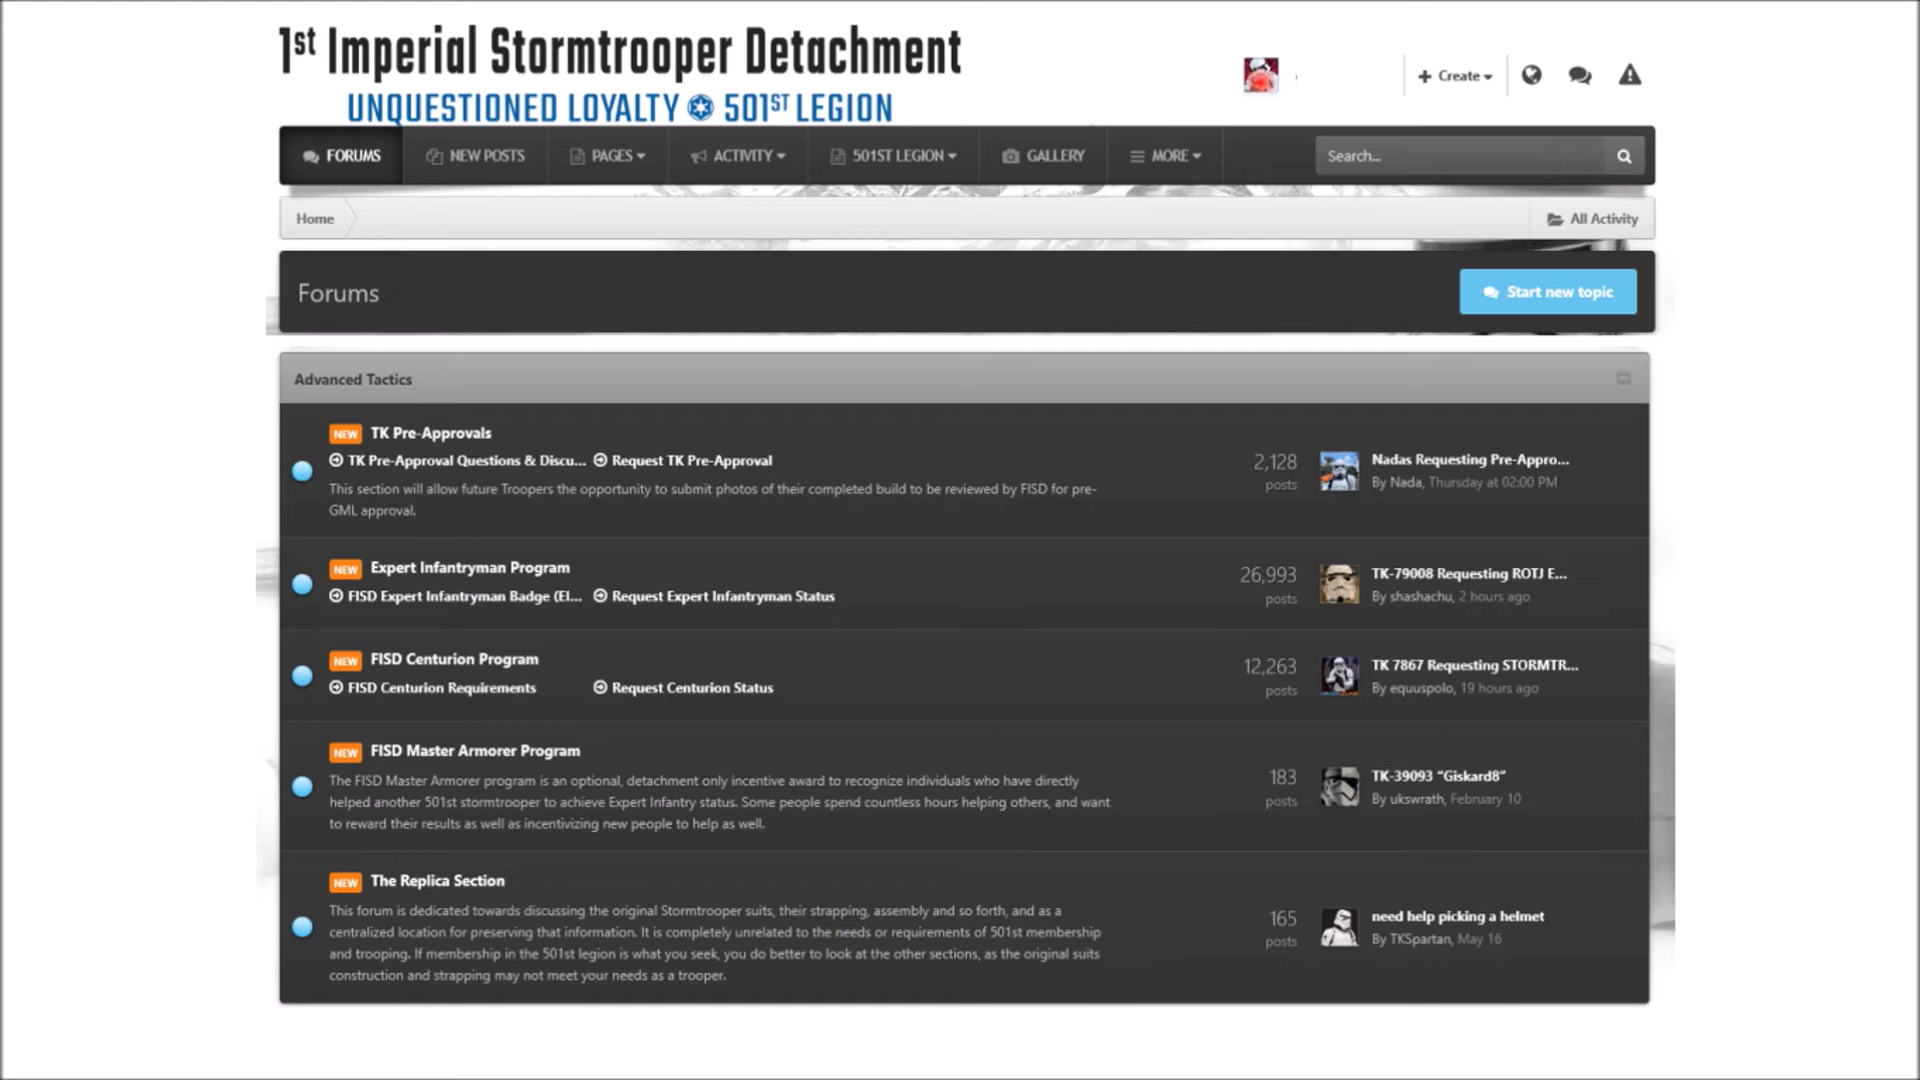 1st Imperial Stormtrooper Detachment
UNQUESTIONED LOYALTY 501ST LEGION
Create
FORUMS NEW POSTS PAGES ACTIVITY 501ST LEGION GALLERY MORE Search...
Home All Activity
Forums Start new topic
Advanced Tactics
NEW TK Pre-Approvals
TK Pre-Approval Questions & Discu... Request TK Pre-Approval
This section will allow future Troopers the opportunity to submit photos of their completed build to be reviewed by FISD for pre-
GML approval.
2,128
posts
Nadas Requesting Pre-Appro...
By Nada, Thursday at 02:00 PM
NEW Expert Infantryman Program
FISD Expert Infantryman Badge (EI... Request Expert Infantryman Status
26,993
posts
TK-79008 Requesting ROTJ E...
By shashachu, 2 hours ago
NEW FISD Centurion Program
FISD Centurion Requirements Request Centurion Status
12,263
posts
TK 7867 Requesting STORMTR...
By equuspolo, 19 hours ago
NEW FISD Master Armorer Program
The FISD Master Armorer program is an optional, detachment only incentive award to recognize individuals who have directly
helped another 501st stormtrooper to achieve Expert Infantry status. Some people spend countless hours helping others, and want
to reward their results as well as incentivizing new people to help as well.
183
posts
TK-39093 "Giskard8"
By ukswrath, February 10
NEW The Replica Section
This forum is dedicated towards discussing the original Stormtrooper suits, their strapping, assembly and so forth, and as a
centralized location for preserving that information. It is completely unrelated to the needs or requirements of 501st membership
and trooping. If membership in the 501st legion is what you seek, you do better to look at the other sections, as the original suits
construction and strapping may not meet your needs as a trooper.
165
posts
need help picking a helmet
By TKSpartan, May 16